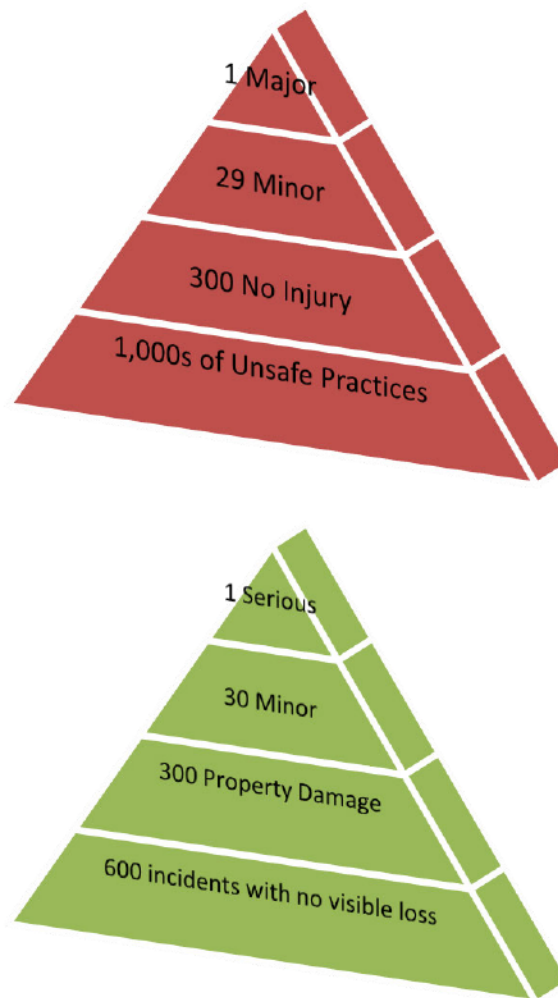 1 Major
29 Minor
300 No Injury
1,000s of Unsafe Practices
1 Serious
30 Minor
300 Property Damage
600 incidents with no visible loss